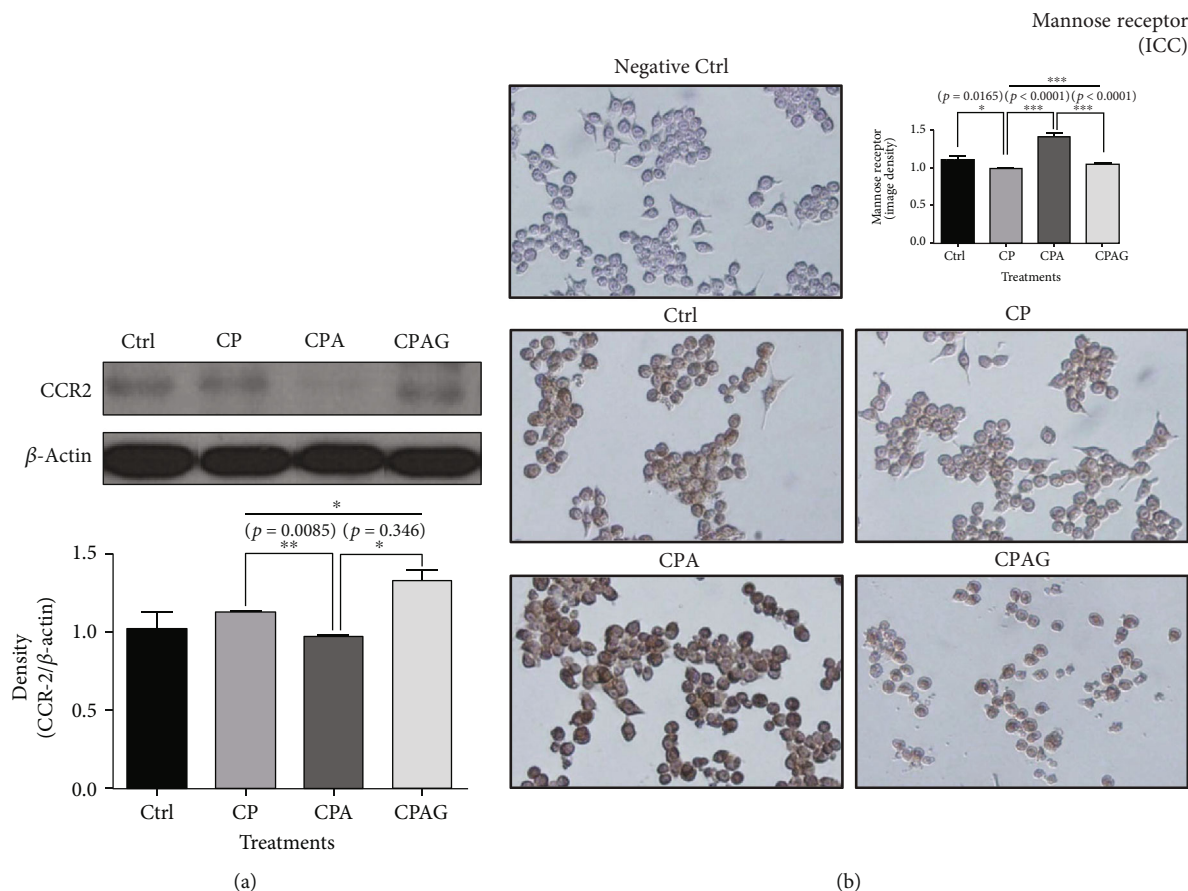 Ctrl CP CPA CPAG
CCR2
β-Actin
*
(p = 0.0085) (p = 0.346)
** *
1.5
1.0
0.5
0.0
Density
(CCR-2/β-actin)
Ctrl CP CPA CPAG
Treatments
(a)
Mannose receptor
(ICC)
Negative Ctrl
***
(p = 0.0165) (p < 0.0001) (p < 0.0001)
* *** ***
1.5
1.0
0.5
0.0
Mannose receptor
(image density)
Ctrl CP CPA CPAG
Treatments
Ctrl
CP
CPA
CPAG
(b)